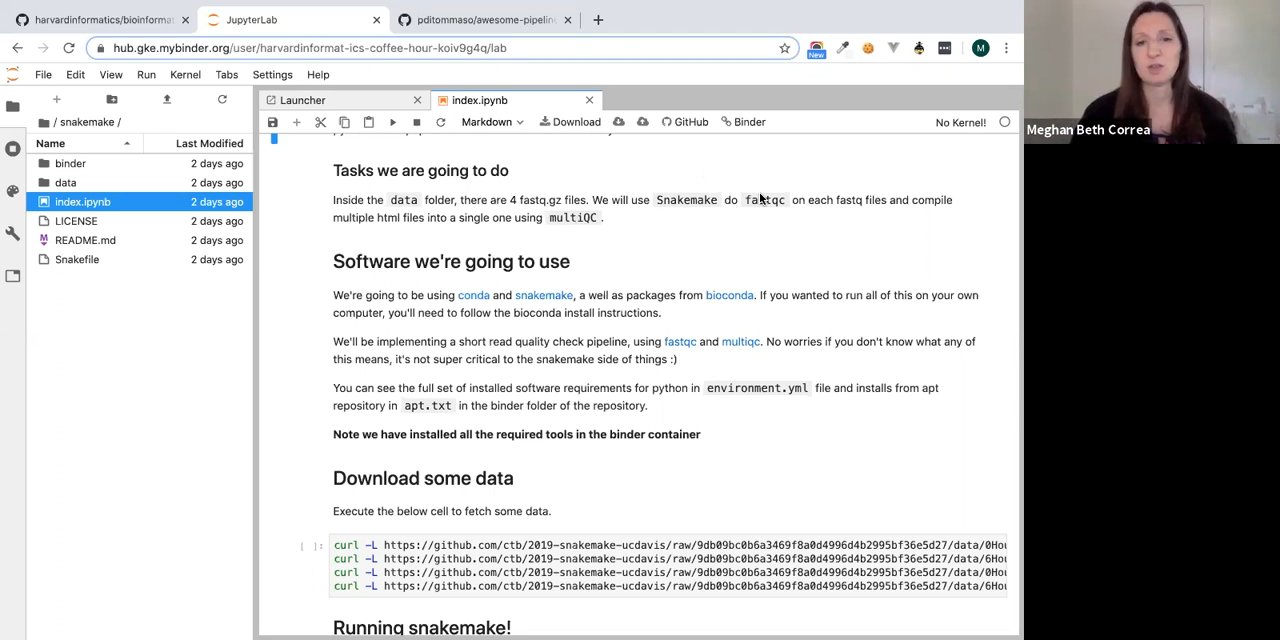 harvardinformatics/bioinformat
JupyterLab
pditommaso/awesome-pipeline
hub.gke.mybinder.org/user/harvardinformat-ics-coffee-hour-koiv9g4q/lab
New
M
File Edit View Run Kernel Tabs Settings Help
/ snakemake /
Name Last Modified
binder 2 days ago
data 2 days ago
index.ipynb 2 days ago
LICENSE 2 days ago
README.md 2 days ago
Snakefile 2 days ago
Launcher
index.ipynb
Markdown Download GitHub Binder No Kernel!
Tasks we are going to do
Inside the data folder, there are 4 fastq.gz files. We will use Snakemake do fastqc on each fastq files and compile
multiple html files into a single one using multiQC .
Software we're going to use
We're going to be using conda and snakemake, a well as packages from bioconda. If you wanted to run all of this on your own
computer, you'll need to follow the bioconda install instructions.
We'll be implementing a short read quality check pipeline, using fastqc and multiqc. No worries if you don't know what any of
this means, it's not super critical to the snakemake side of things :)
You can see the full set of installed software requirements for python in environment.yml file and installs from apt
repository in apt.txt in the binder folder of the repository.
Note we have installed all the required tools in the binder container
Download some data
Execute the below cell to fetch some data.
[ ]: curl -L https://github.com/ctb/2019-snakemake-ucdavis/raw/9db09bc0b6a3469f8a0d4996d4b2995bf36e5d27/data/0Hou
curl -L https://github.com/ctb/2019-snakemake-ucdavis/raw/9db09bc0b6a3469f8a0d4996d4b2995bf36e5d27/data/6Hou
curl -L https://github.com/ctb/2019-snakemake-ucdavis/raw/9db09bc0b6a3469f8a0d4996d4b2995bf36e5d27/data/0Hou
curl -L https://github.com/ctb/2019-snakemake-ucdavis/raw/9db09bc0b6a3469f8a0d4996d4b2995bf36e5d27/data/6Hou
Running snakemake!
Meghan Beth Correa